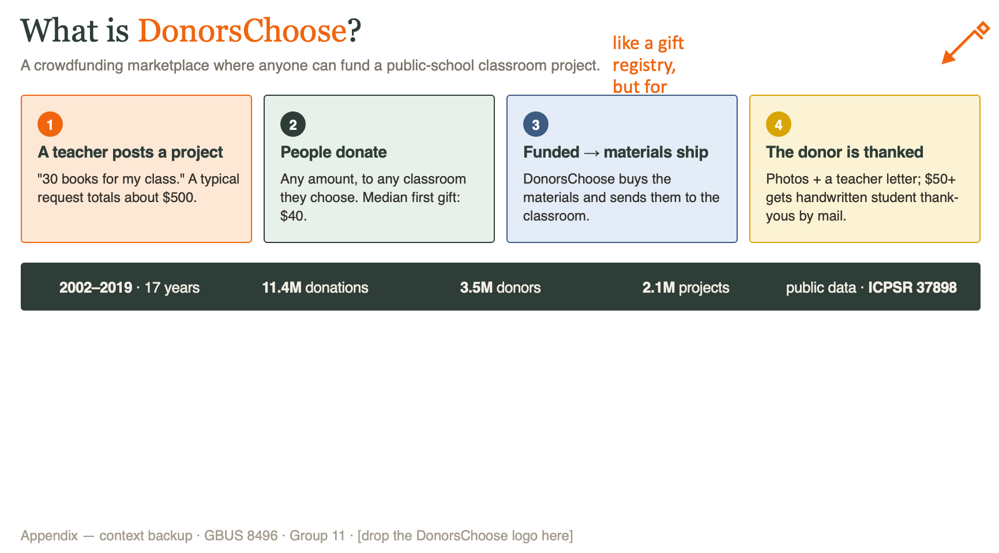 What is DonorsChoose?
A crowdfunding marketplace where anyone can fund a public-school classroom project.
like a gift
registry,
but for
1
A teacher posts a project
"30 books for my class." A typical
request totals about $500.
2
People donate
Any amount, to any classroom
they choose. Median first gift:
$40.
3
Funded → materials ship
DonorsChoose buys the
materials and sends them to the
classroom.
4
The donor is thanked
Photos + a teacher letter; $50+
gets handwritten student thank-
yous by mail.
2002–2019 · 17 years
11.4M donations
3.5M donors
2.1M projects
public data · ICPSR 37898
Appendix — context backup · GBUS 8496 · Group 11 · [drop the DonorsChoose logo here]